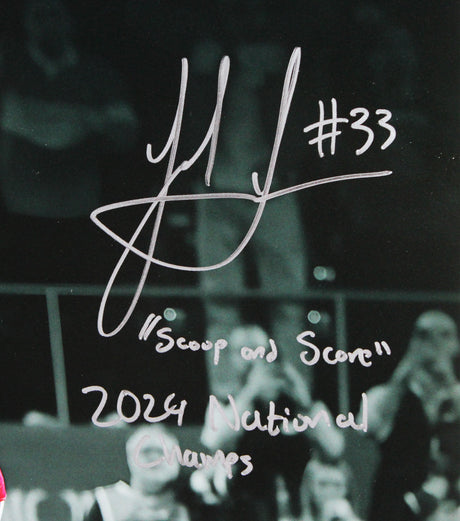 #33
"Scoop and Score"
2024 National
Champs